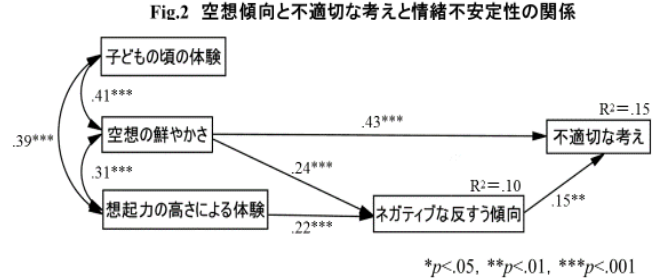 Fig.2 空想傾向と不適切な考えと情緒不安定性の関係
子どもの頃の体験
.41***
R²＝.15
.39***
空想の鮮やかさ
.43***
不適切な考え
.31***
.24***
R²＝.10
.15**
想起力の高さによる体験
.22***
ネガティブな反すう傾向
*p<.05, **p<.01, ***p<.001